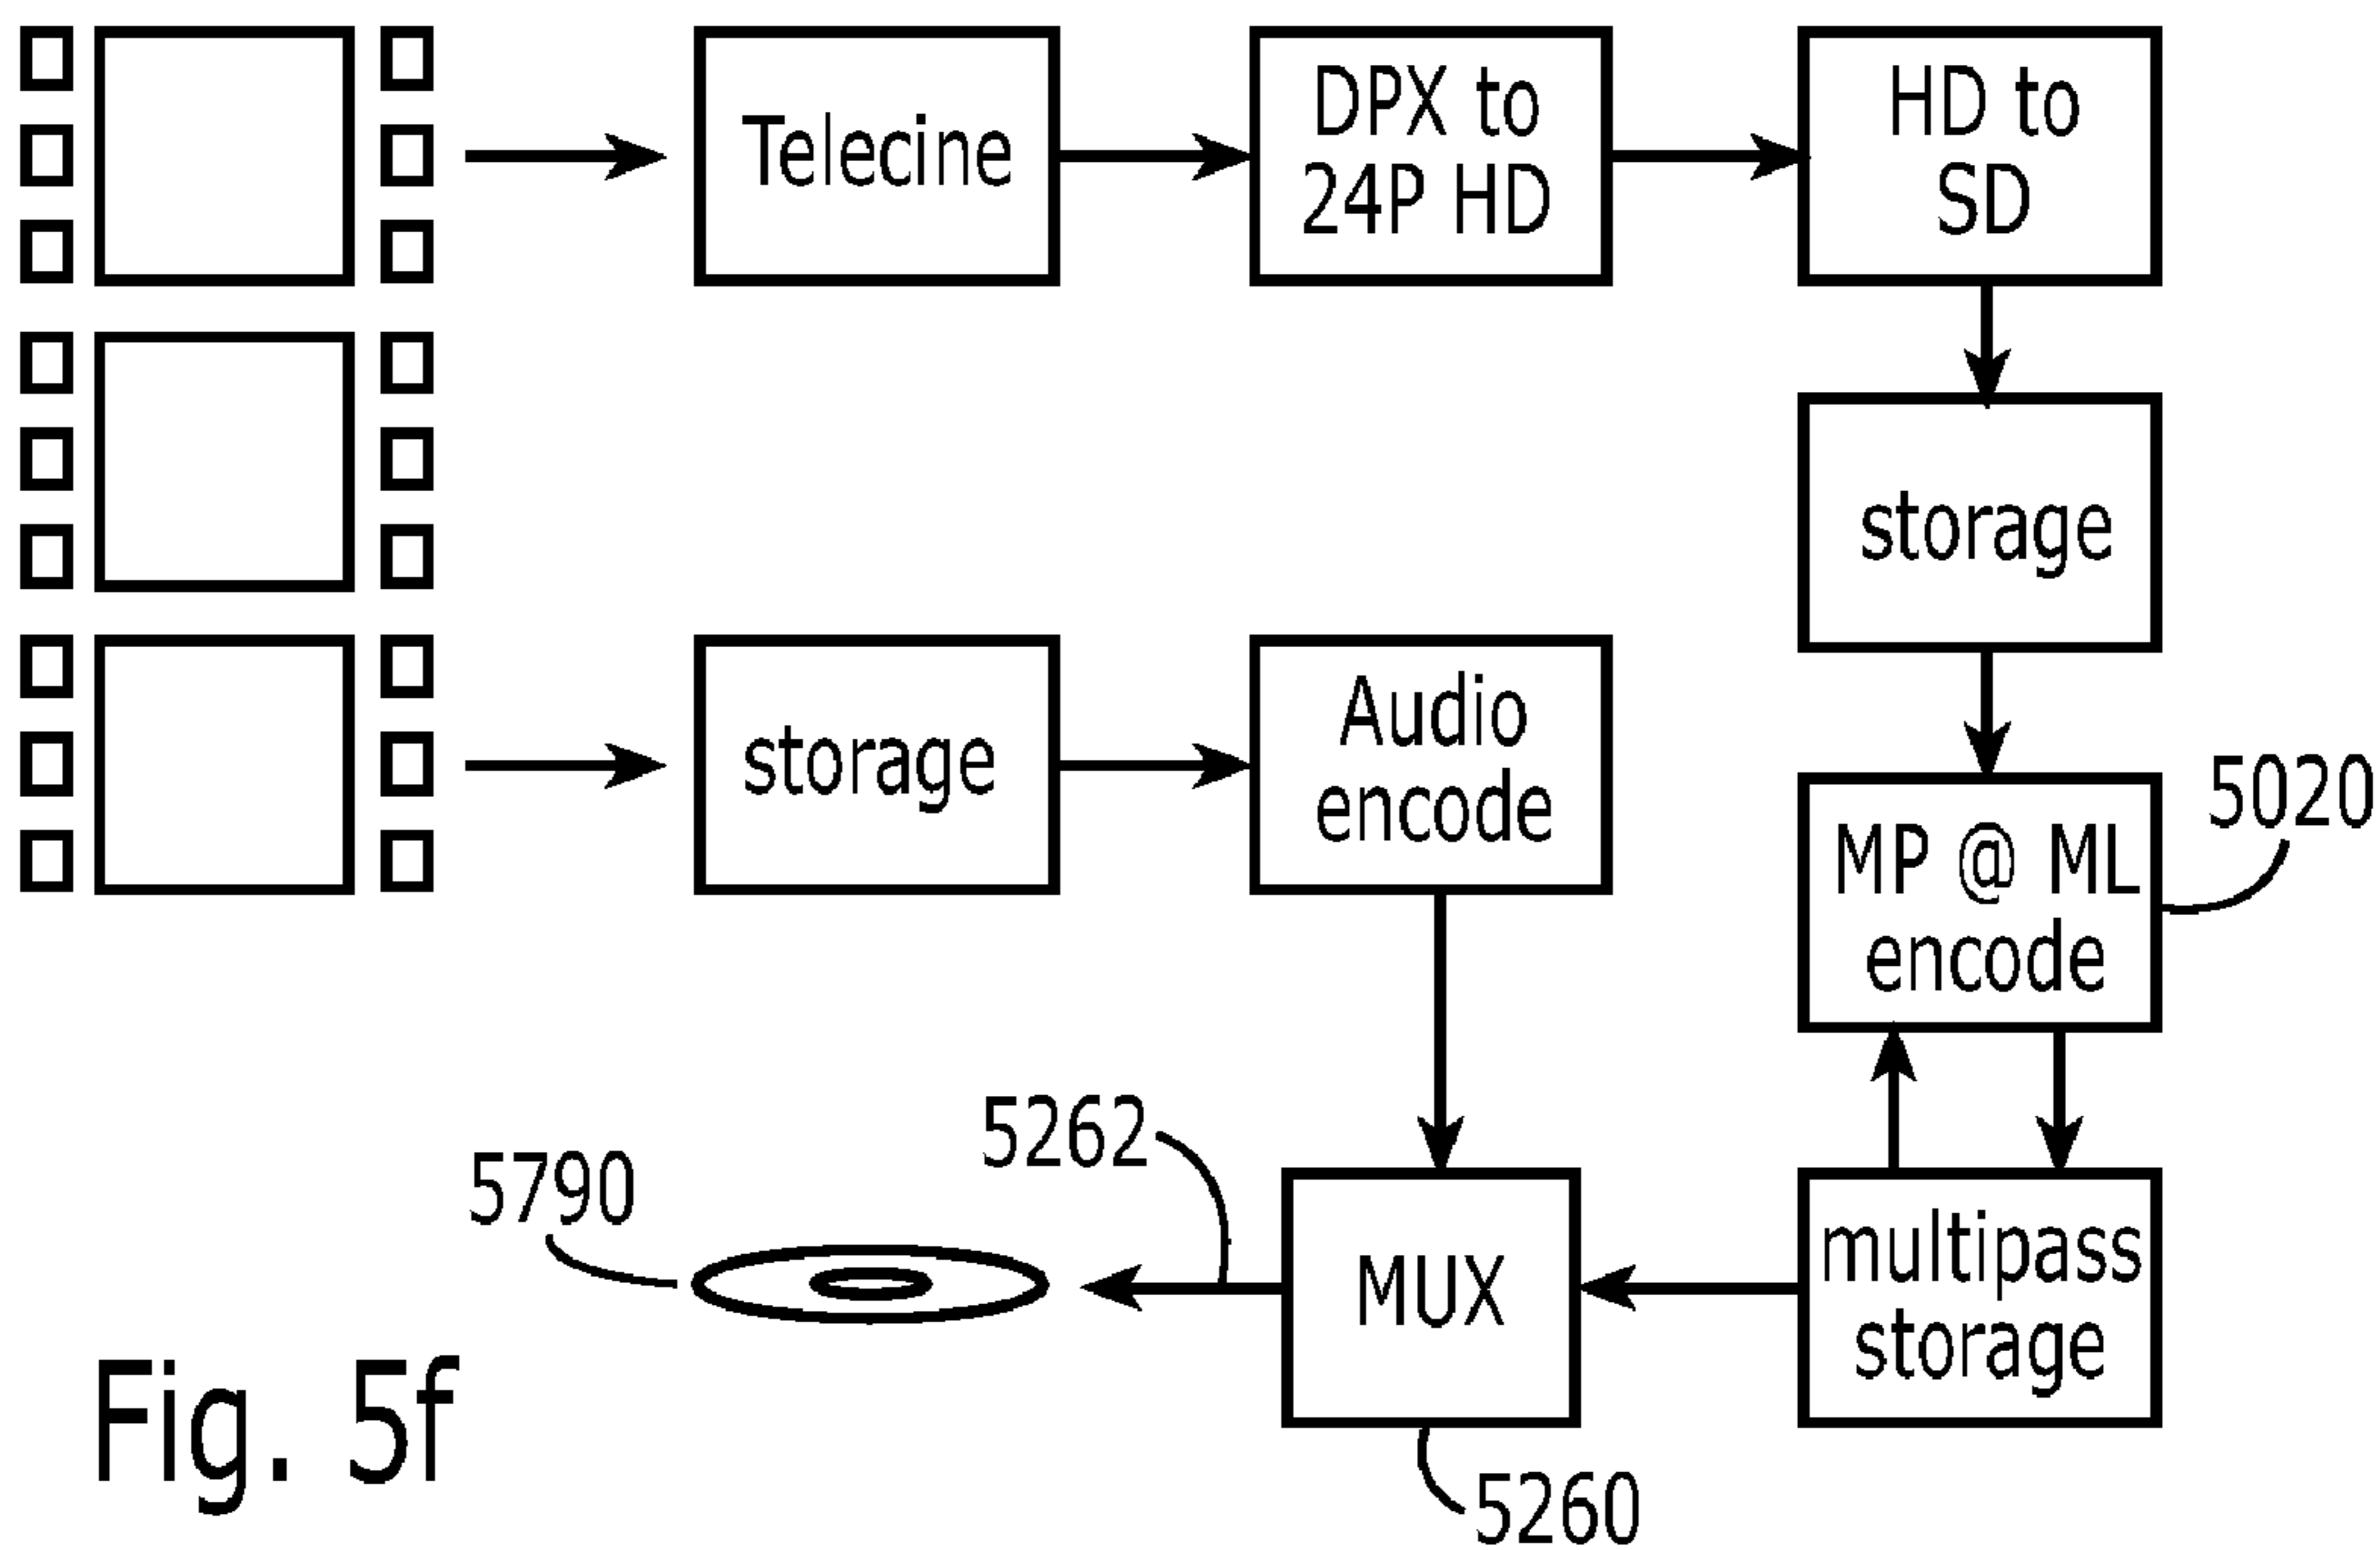 Telecine
DPX to
24P HD
HD to
SD
storage
storage
Audio
encode
MP @ ML
encode
5020
5262
5790
MUX
multipass
storage
5260
Fig. 5f